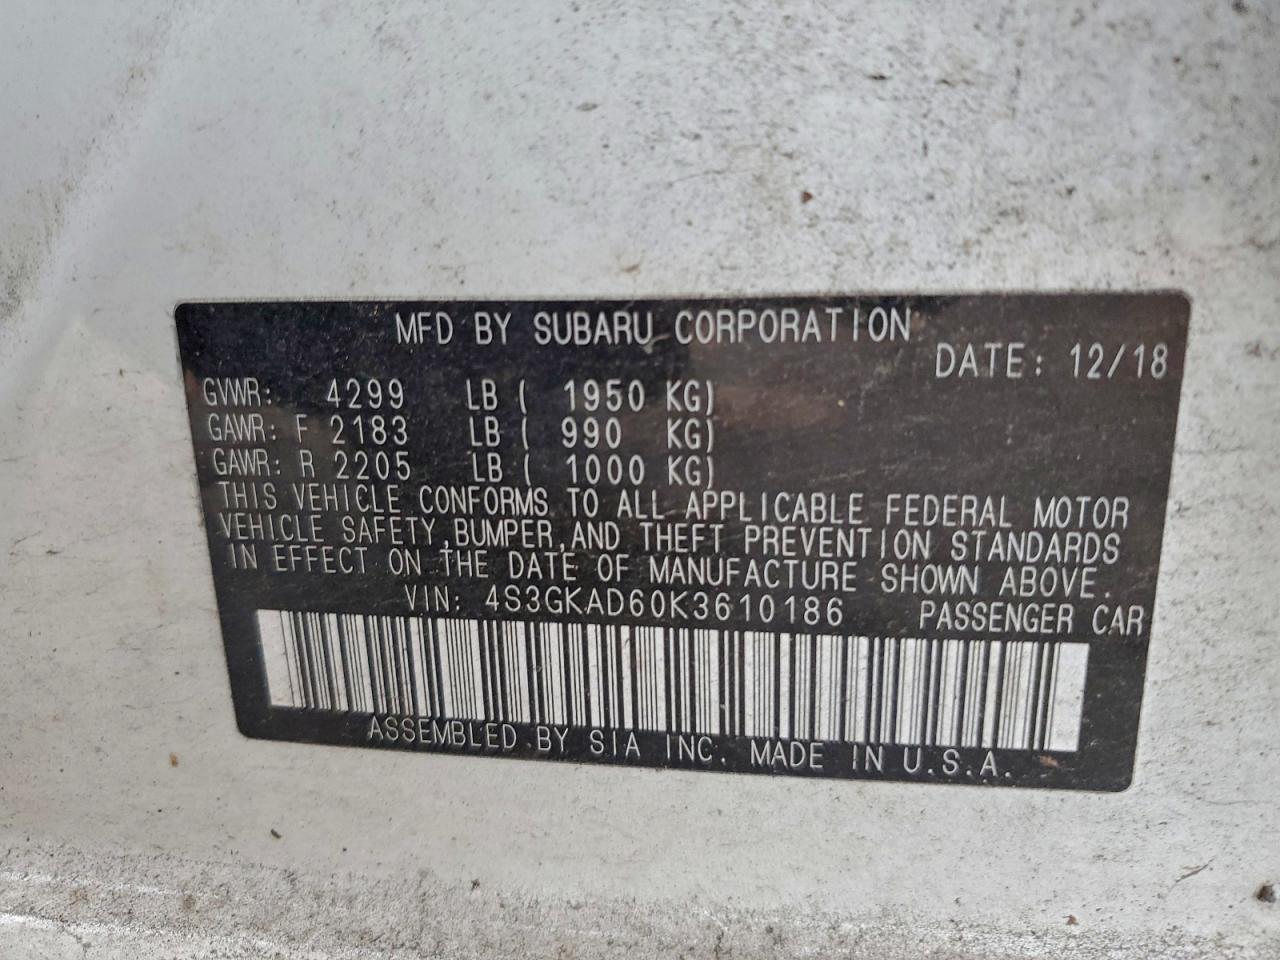 MFD BY SUBARU CORPORATION
DATE: 12/18
GVWR: 4299 LB ( 1950 KG)
GAWR: F 2183 LB ( 990 KG)
GAWR: R 2205 LB ( 1000 KG)
THIS VEHICLE CONFORMS TO ALL APPLICABLE FEDERAL MOTOR
VEHICLE SAFETY,BUMPER,AND THEFT PREVENTION STANDARDS
IN EFFECT ON THE DATE OF MANUFACTURE SHOWN ABOVE.
VIN: 4S3GKAD60K3610186 PASSENGER CAR
ASSEMBLED BY SIA INC. MADE IN U.S.A.